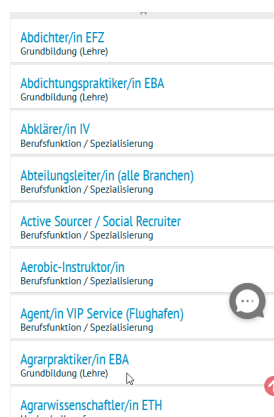 Abdichter/in EFZ
Grundbildung (Lehre)
Abdichtungspraktiker/in EBA
Grundbildung (Lehre)
Abklärer/in IV
Berufsfunktion / Spezialisierung
Abteilungsleiter/in (alle Branchen)
Berufsfunktion / Spezialisierung
Active Sourcer / Social Recruiter
Berufsfunktion / Spezialisierung
Aerobic-Instruktor/in
Berufsfunktion / Spezialisierung
Agent/in VIP Service (Flughafen)
Berufsfunktion / Spezialisierung
Agrarpraktiker/in EBA
Grundbildung (Lehre)
Agrarwissenschaftler/in ETH